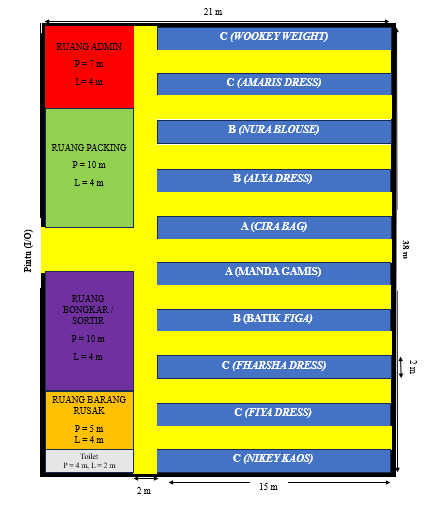 21 m
RUANG ADMIN
P = 7 m
L= 4 m
RUANG PACKING
P = 10 m
L = 4 m
Pintu (I/O)
RUANG
BONGKAR /
SORTIR
P = 10 m
L = 4 m
RUANG BARANG
RUSAK
P = 5 m
L = 4 m
Toilet
P = 4 m, L = 2 m
C (WOOKEY WEIGHT)
C (AMARIS DRESS)
B (NURA BLOUSE)
B (ALYA DRESS)
A (CIRA BAG)
A (MANDA GAMIS)
B (BATIK FIGA)
C (FHARSHA DRESS)
C (FIYA DRESS)
C (NIKEY KAOS)
38 m
2 m
2 m
15 m